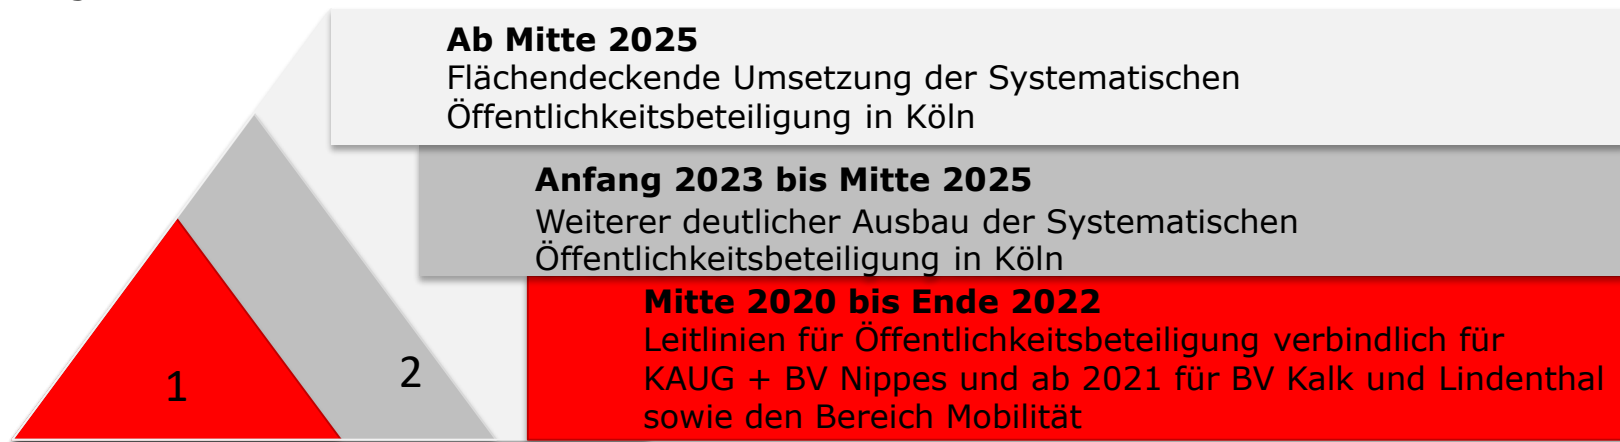 Ab Mitte 2025
Flächendeckende Umsetzung der Systematischen
Öffentlichkeitsbeteiligung in Köln
Anfang 2023 bis Mitte 2025
Weiterer deutlicher Ausbau der Systematischen
Öffentlichkeitsbeteiligung in Köln
Mitte 2020 bis Ende 2022
Leitlinien für Öffentlichkeitsbeteiligung verbindlich für
KAUG + BV Nippes und ab 2021 für BV Kalk und Lindenthal
sowie den Bereich Mobilität
1
2